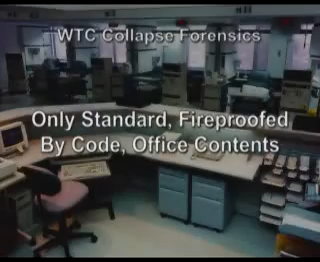 WTC Collapse Forensics
Only Standard, Fireproofed
By Code, Office Contents